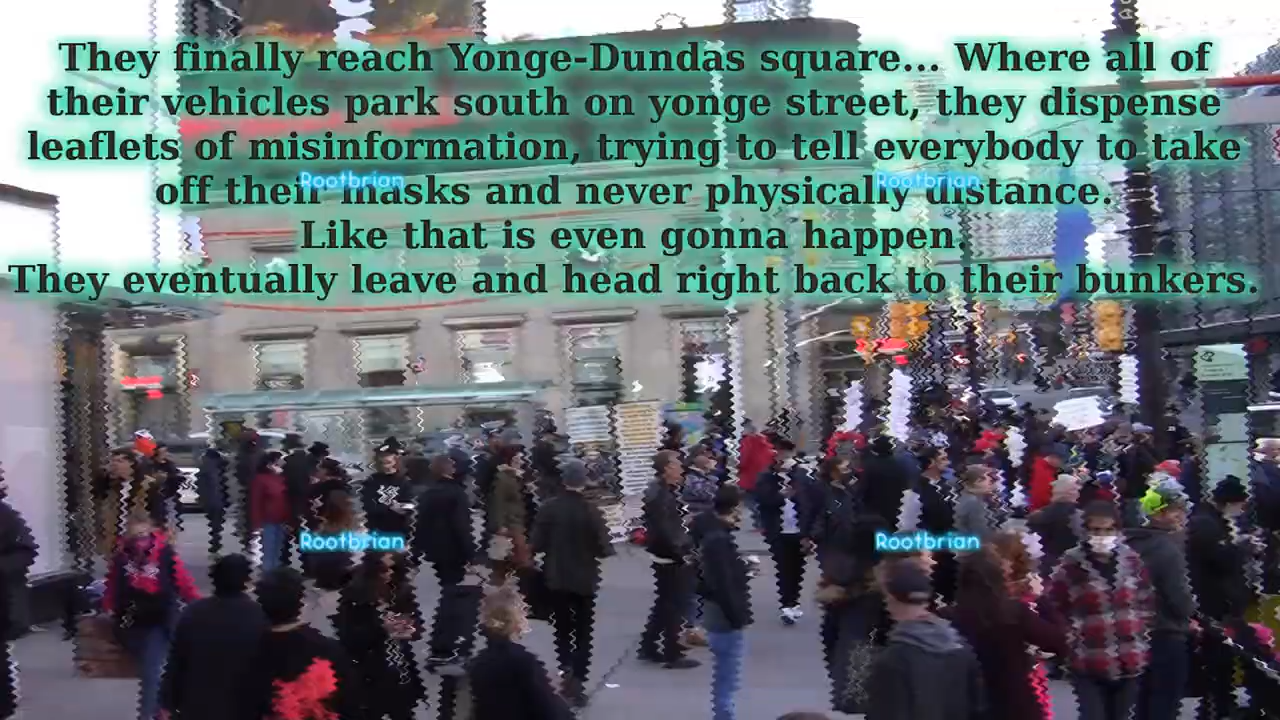 They finally reach Yonge-Dundas square... Where all of
their vehicles park south on yonge street, they dispense
leaflets of misinformation, trying to tell everybody to take
off their masks and never physically distance.
Rootbrian Rootbrian
Like that is even gonna happen.
They eventually leave and head right back to their bunkers.
Rootbrian Rootbrian